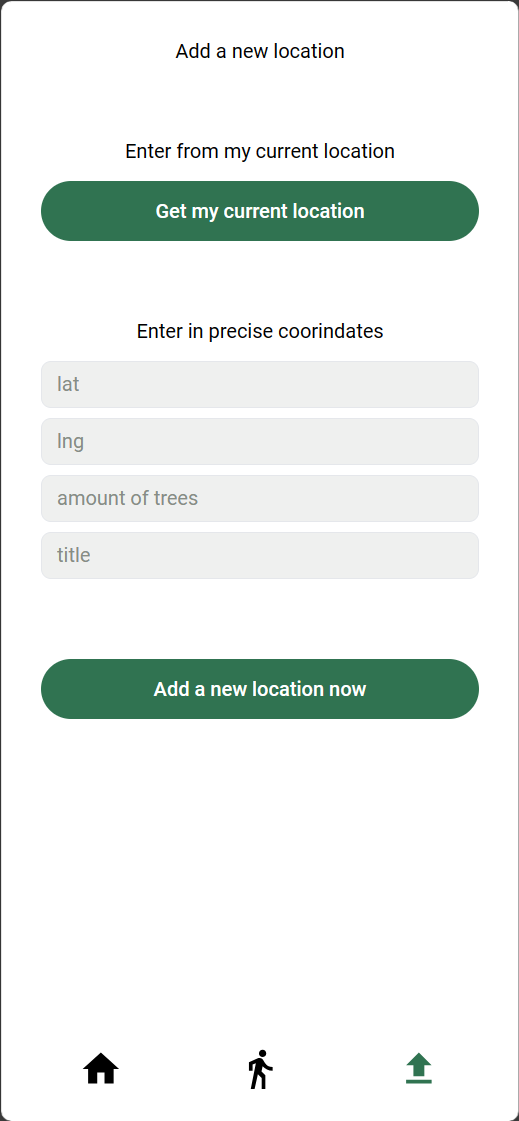 Add a new location
Enter from my current location
Get my current location
Enter in precise coorindates
lat
lng
amount of trees
title
Add a new location now